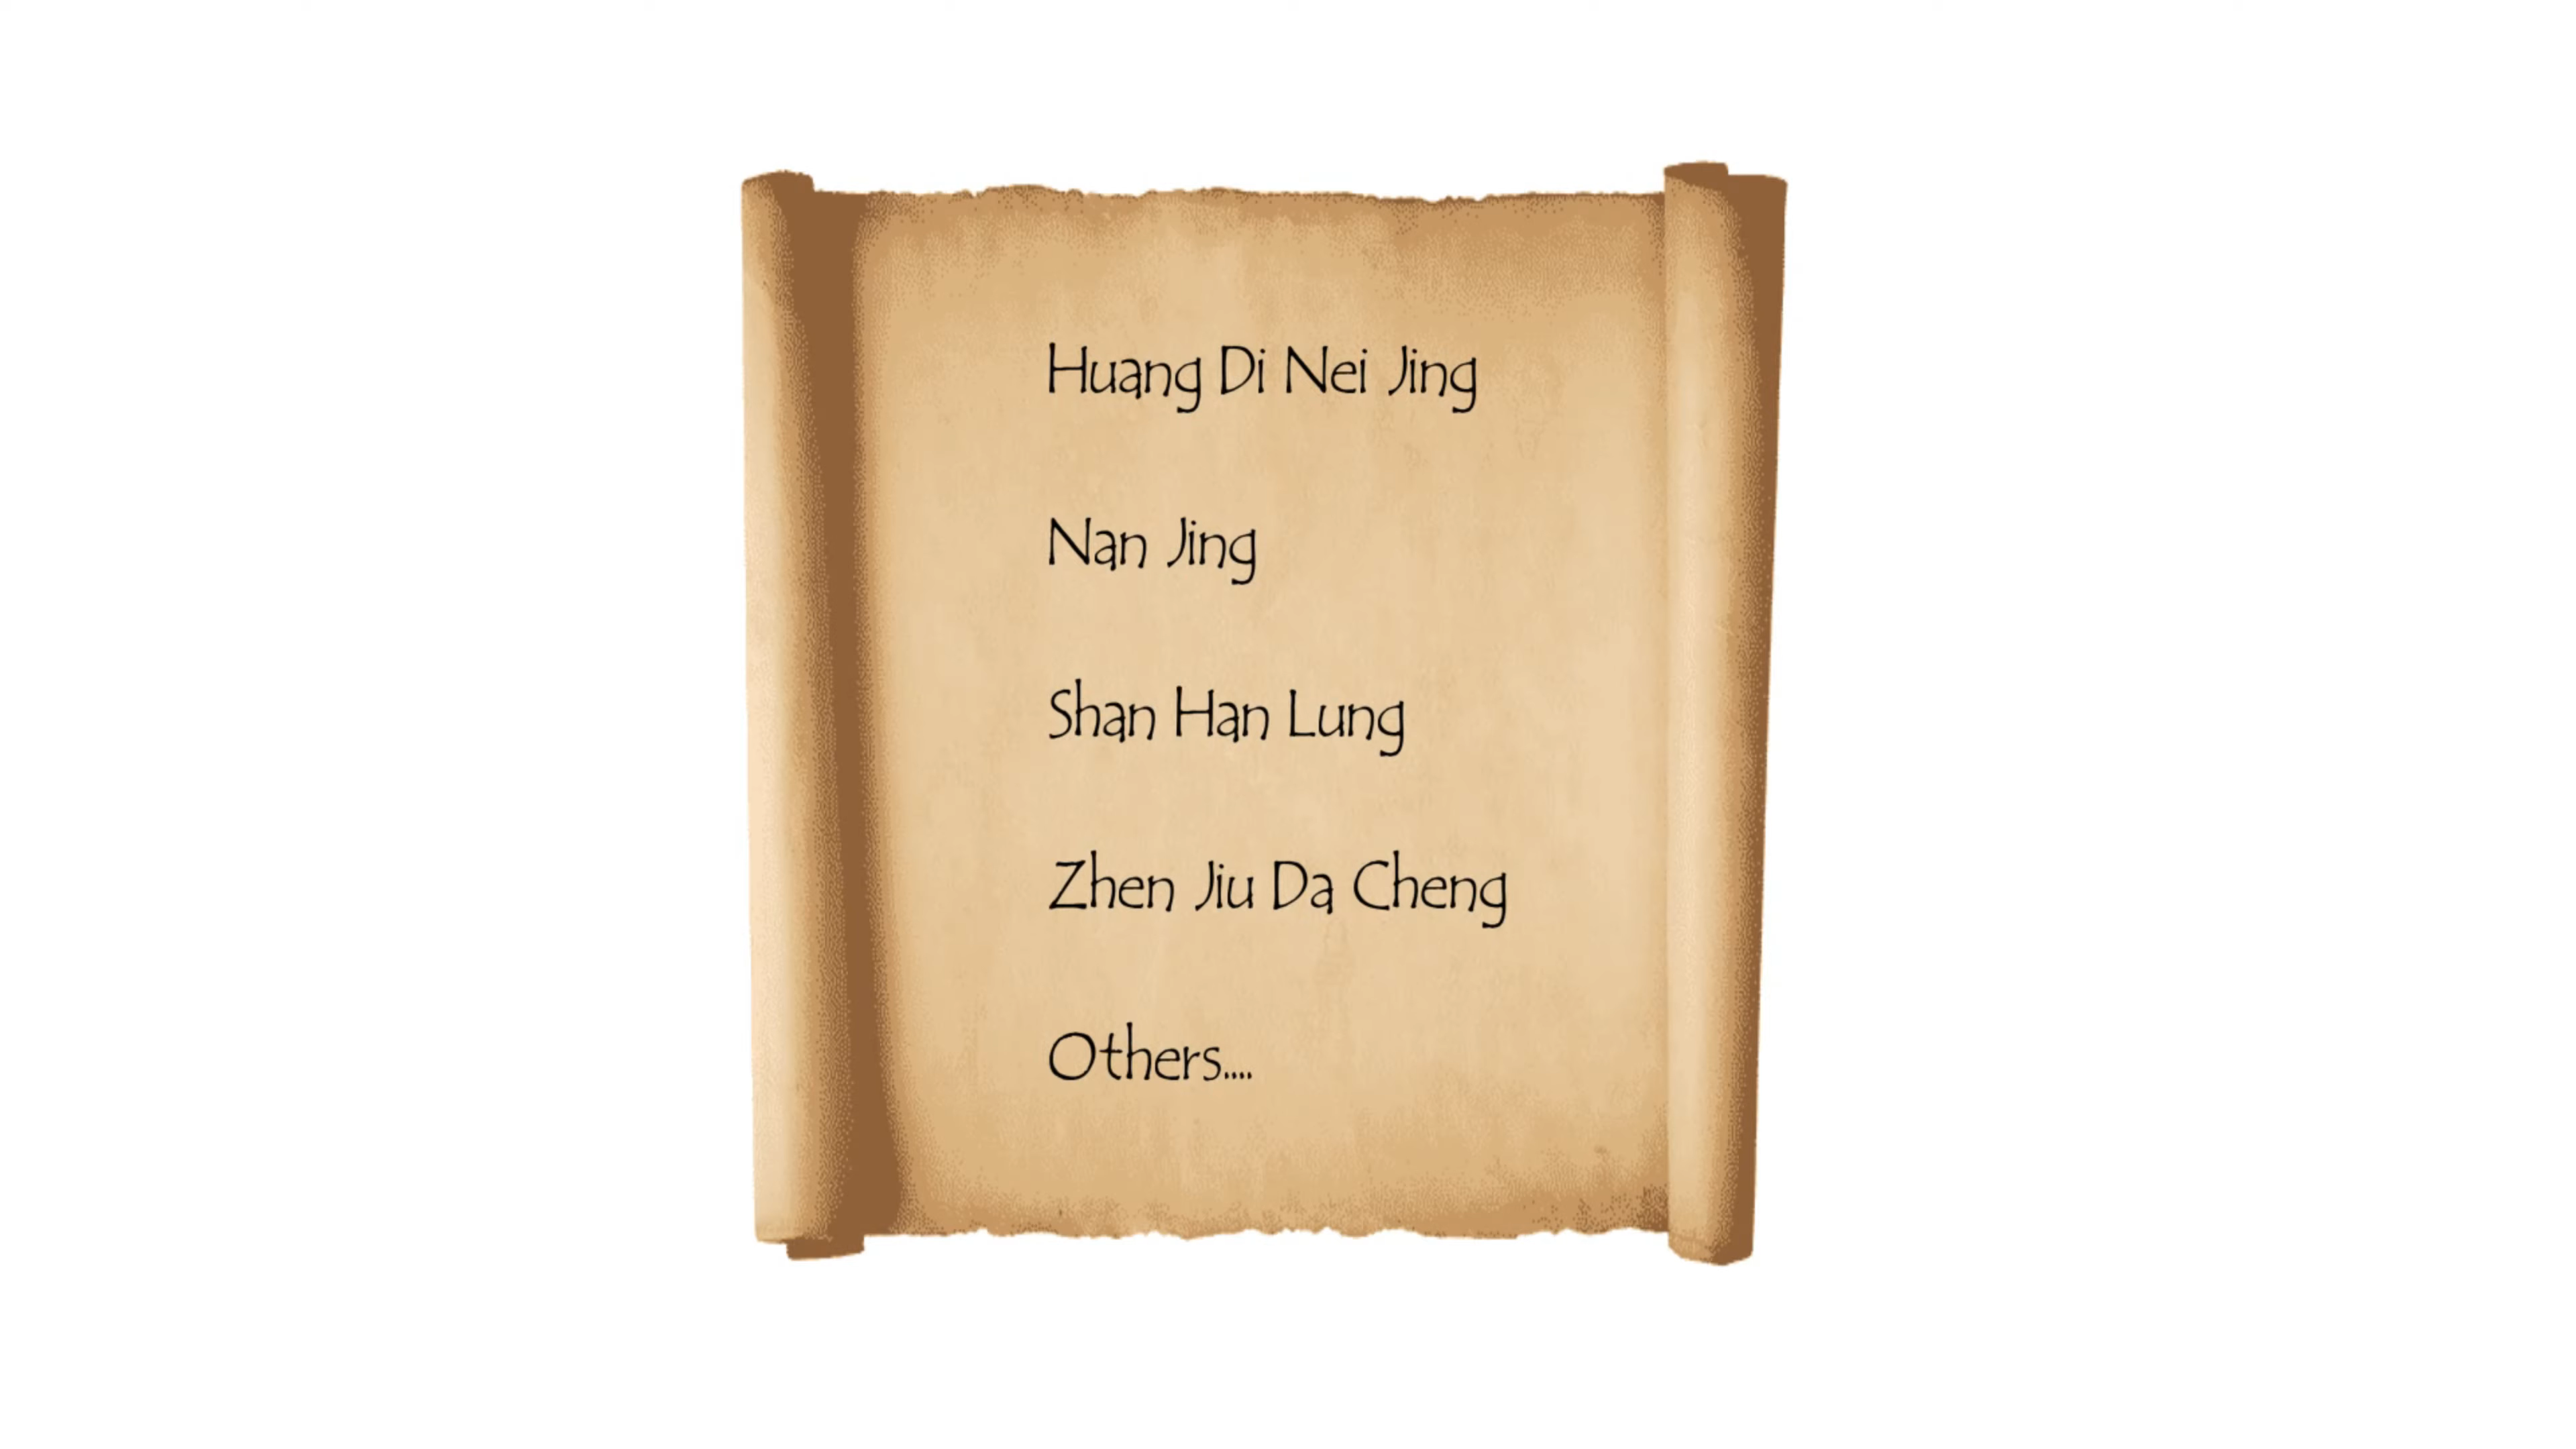 Huang Di Nei Jing
Nan Jing
Shan Han Lung
Zhen Jiu Da Cheng
Others....